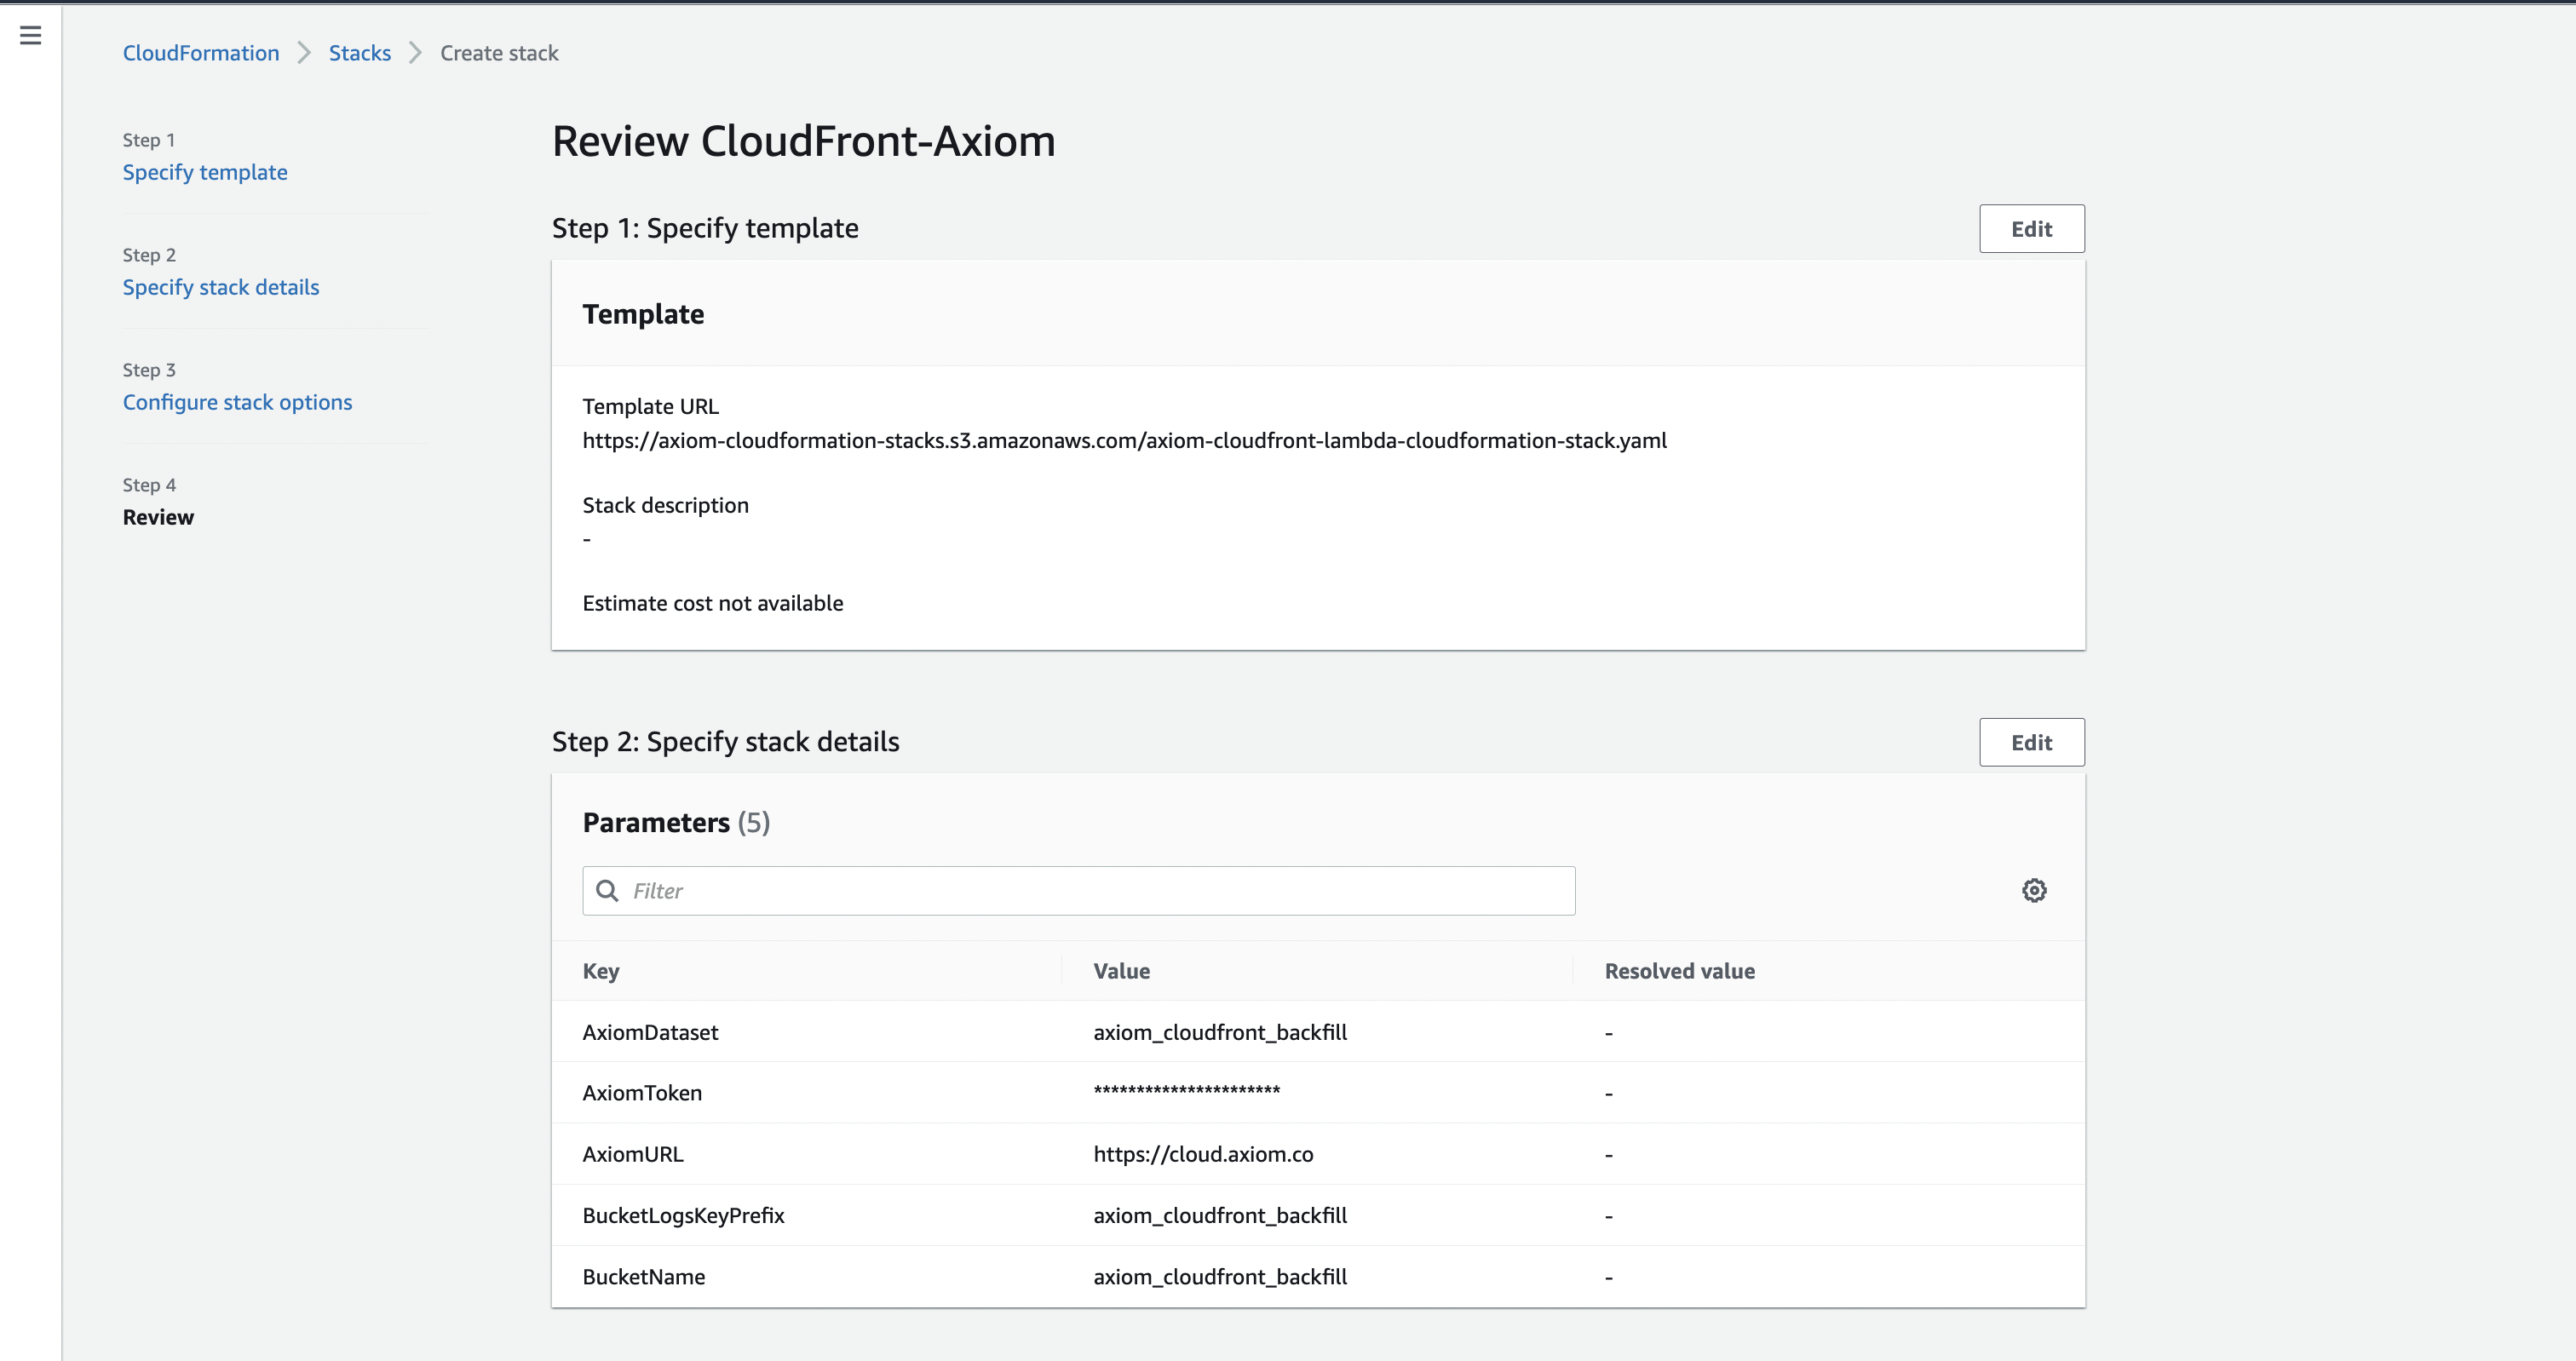 CloudFormation > Stacks > Create stack
Step 1
Specify template
Step 2
Specify stack details
Step 3
Configure stack options
Step 4
Review
Review CloudFront-Axiom
Step 1: Specify template
Edit
Template
Template URL
https://axiom-cloudformation-stacks.s3.amazonaws.com/axiom-cloudfront-lambda-cloudformation-stack.yaml
Stack description
-
Estimate cost not available
Step 2: Specify stack details
Edit
Parameters (5)
Filter
Key Value Resolved value
AxiomDataset axiom_cloudfront_backfill -
AxiomToken ********************** -
AxiomURL https://cloud.axiom.co -
BucketLogsKeyPrefix axiom_cloudfront_backfill -
BucketName axiom_cloudfront_backfill -